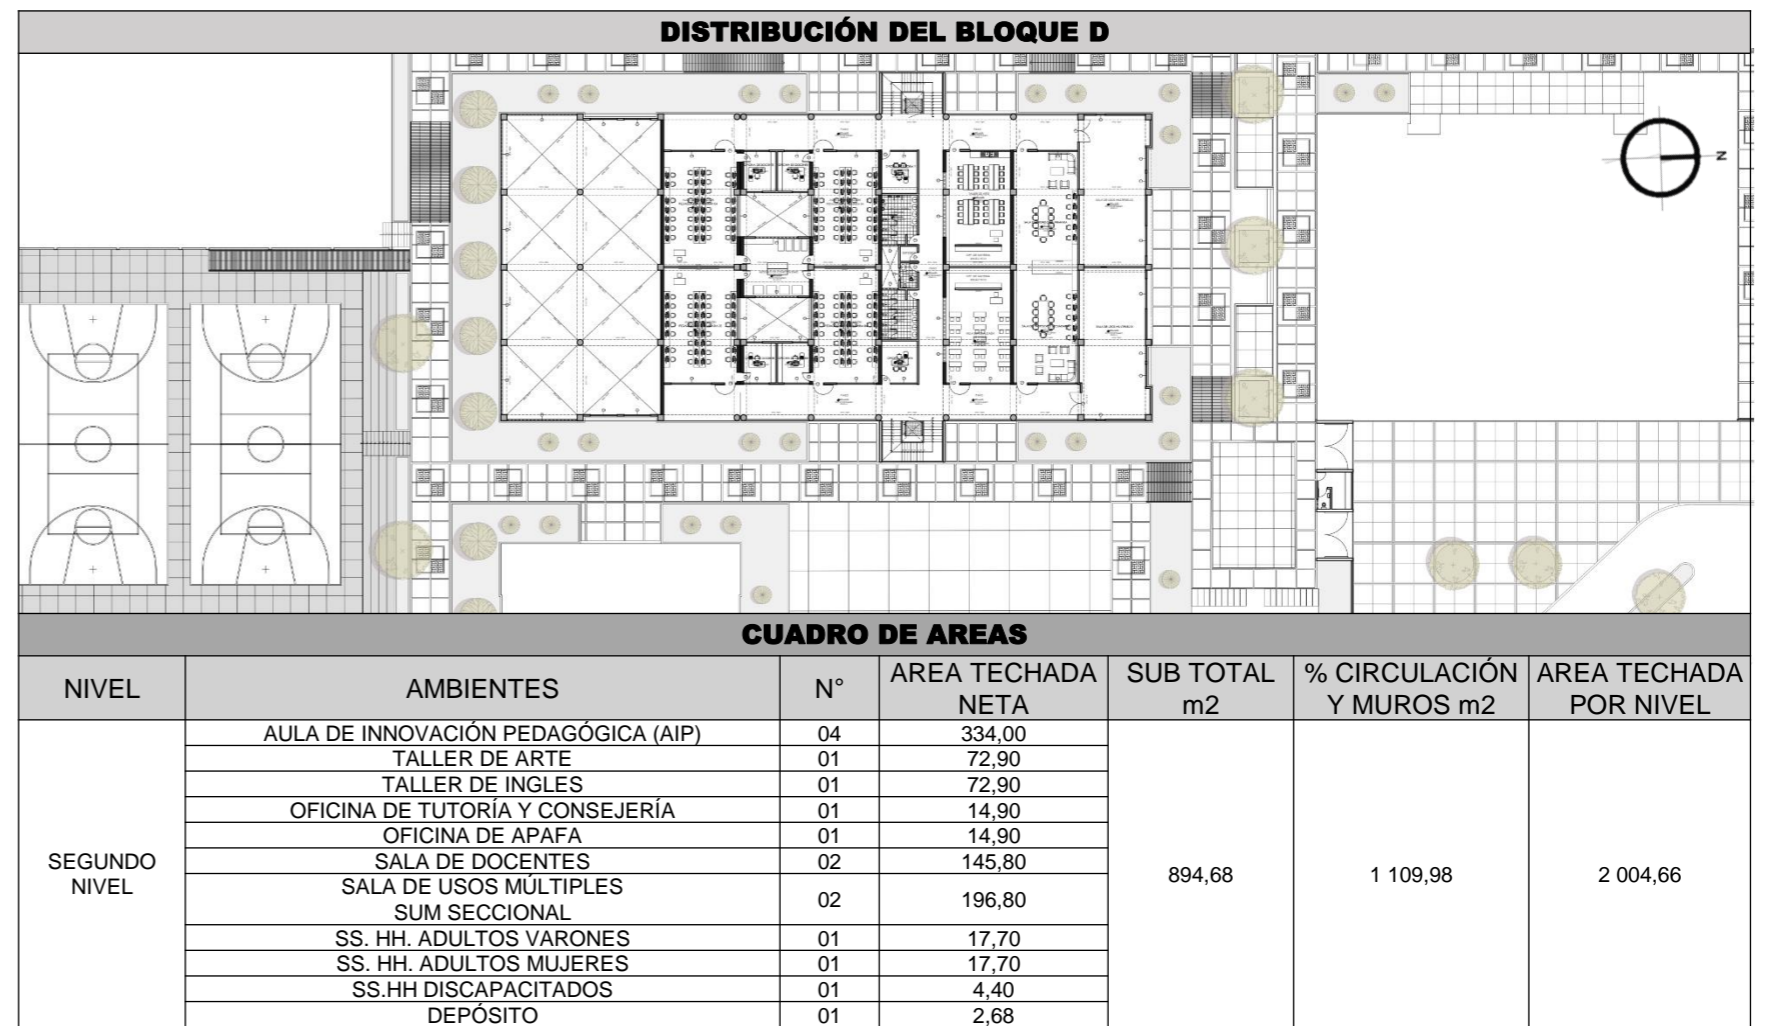 DISTRIBUCIÓN DEL BLOQUE D
N
CUADRO DE AREAS
NIVEL AMBIENTES N° AREA TECHADA NETA SUB TOTAL m2 % CIRCULACIÓN Y MUROS m2 AREA TECHADA POR NIVEL
SEGUNDO NIVEL
AULA DE INNOVACIÓN PEDAGÓGICA (AIP) 04 334,00
TALLER DE ARTE 01 72,90
TALLER DE INGLES 01 72,90
OFICINA DE TUTORÍA Y CONSEJERÍA 01 14,90
OFICINA DE APAFA 01 14,90
SALA DE DOCENTES 02 145,80
SALA DE USOS MÚLTIPLES
SUM SECCIONAL 02 196,80
SS. HH. ADULTOS VARONES 01 17,70
SS. HH. ADULTOS MUJERES 01 17,70
SS.HH DISCAPACITADOS 01 4,40
DEPÓSITO 01 2,68
894,68 1 109,98 2 004,66